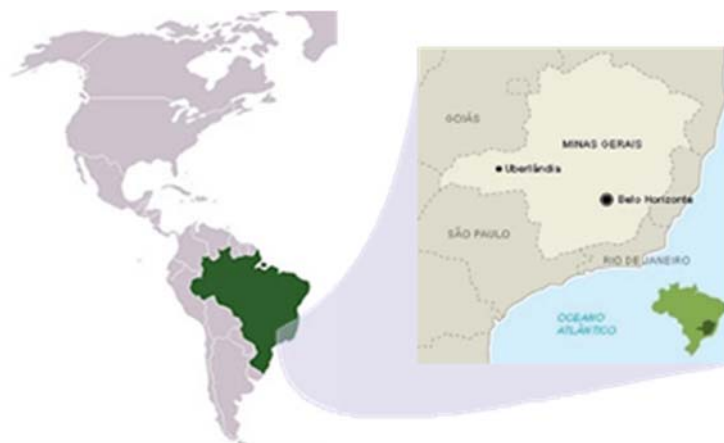 GOIÁS
MINAS GERAIS
Uberlândia
Belo Horizonte
SÃO PAULO
RIO DE JANEIRO
OCEANO
ATLÂNTICO